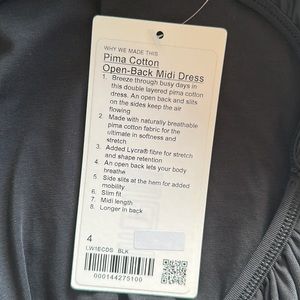 WHY WE MADE THIS
Pima Cotton
Open-Back Midi Dress
1. Breeze through busy days in
this double layered pima cotton
dress. An open back and slits
on the sides keep the air
flowing
2. Made with naturally breathable
pima cotton fabric for the
ultimate in softness and
stretch
3. Added Lycra® fibre for stretch
and shape retention
4. An open back lets your body
breathe
5. Side slits at the hem for added
mobility
6. Slim fit
7. Midi length
8. Longer in back
4
LW1ECDS BLK
000144275100